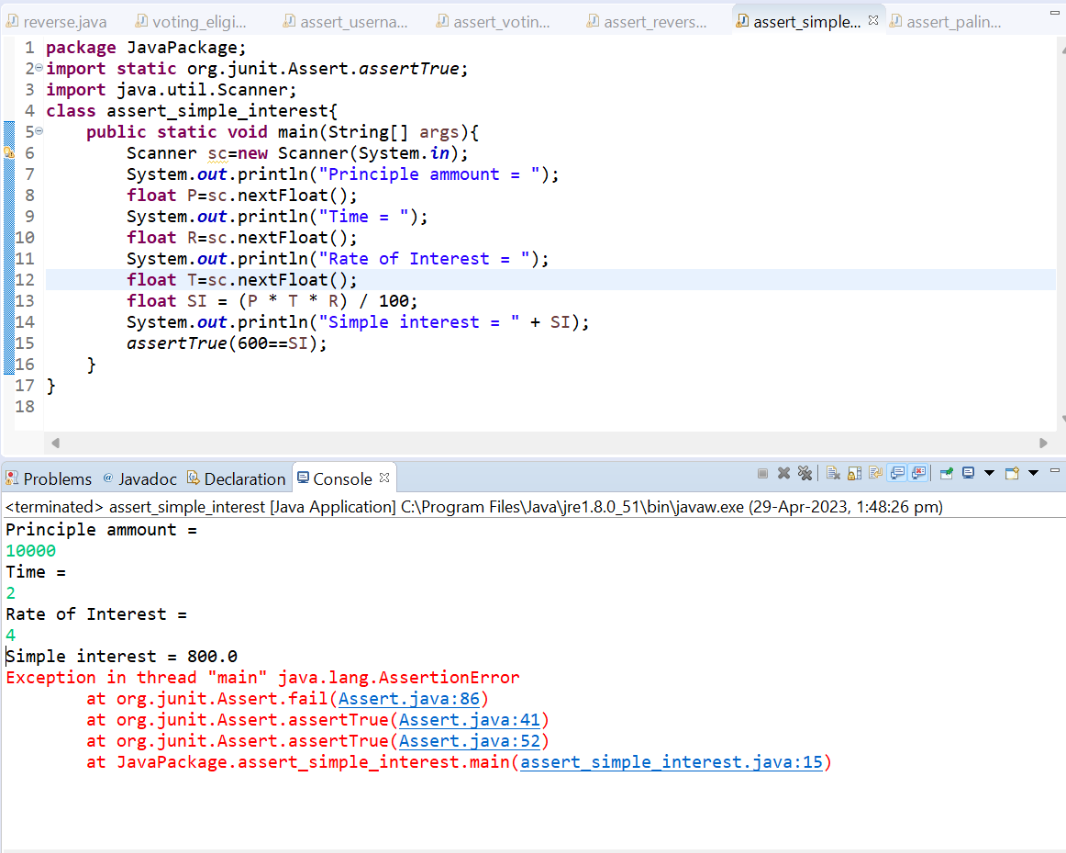 reverse.java voting_eligi... assert_userna... assert_votin... assert_revers... assert_simple... assert_palin...
1 package JavaPackage;
2 import static org.junit.Assert.assertTrue;
3 import java.util.Scanner;
4 class assert_simple_interest{
5     public static void main(String[] args){
6         Scanner sc=new Scanner(System.in);
7         System.out.println("Principle ammount = ");
8         float P=sc.nextFloat();
9         System.out.println("Time = ");
10         float R=sc.nextFloat();
11         System.out.println("Rate of Interest = ");
12         float T=sc.nextFloat();
13         float SI = (P * T * R) / 100;
14         System.out.println("Simple interest = " + SI);
15         assertTrue(600==SI);
16     }
17 }
18
Problems @ Javadoc Declaration Console
<terminated> assert_simple_interest [Java Application] C:\Program Files\Java\jre1.8.0_51\bin\javaw.exe (29-Apr-2023, 1:48:26 pm)
Principle ammount =
10000
Time =
2
Rate of Interest =
4
Simple interest = 800.0
Exception in thread "main" java.lang.AssertionError
        at org.junit.Assert.fail(Assert.java:86)
        at org.junit.Assert.assertTrue(Assert.java:41)
        at org.junit.Assert.assertTrue(Assert.java:52)
        at JavaPackage.assert_simple_interest.main(assert_simple_interest.java:15)